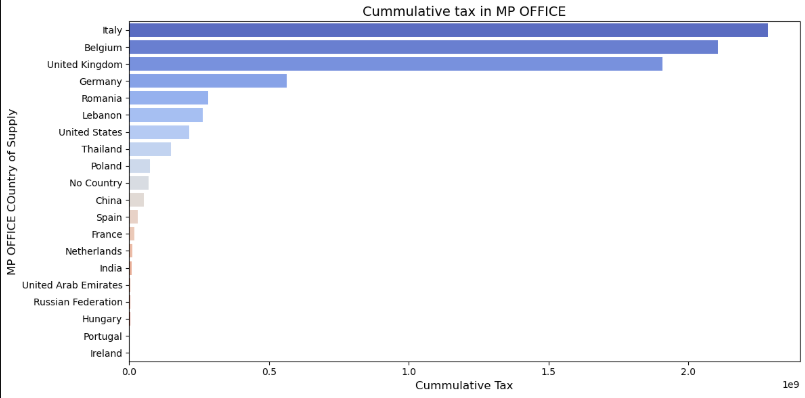 Cummulative tax in MP OFFICE
MP OFFICE COuntry of Supply
Italy
Belgium
United Kingdom
Germany
Romania
Lebanon
United States
Thailand
Poland
No Country
China
Spain
France
Netherlands
India
United Arab Emirates
Russian Federation
Hungary
Portugal
Ireland
0.0 0.5 1.0 1.5 2.0
1e9
Cummulative Tax